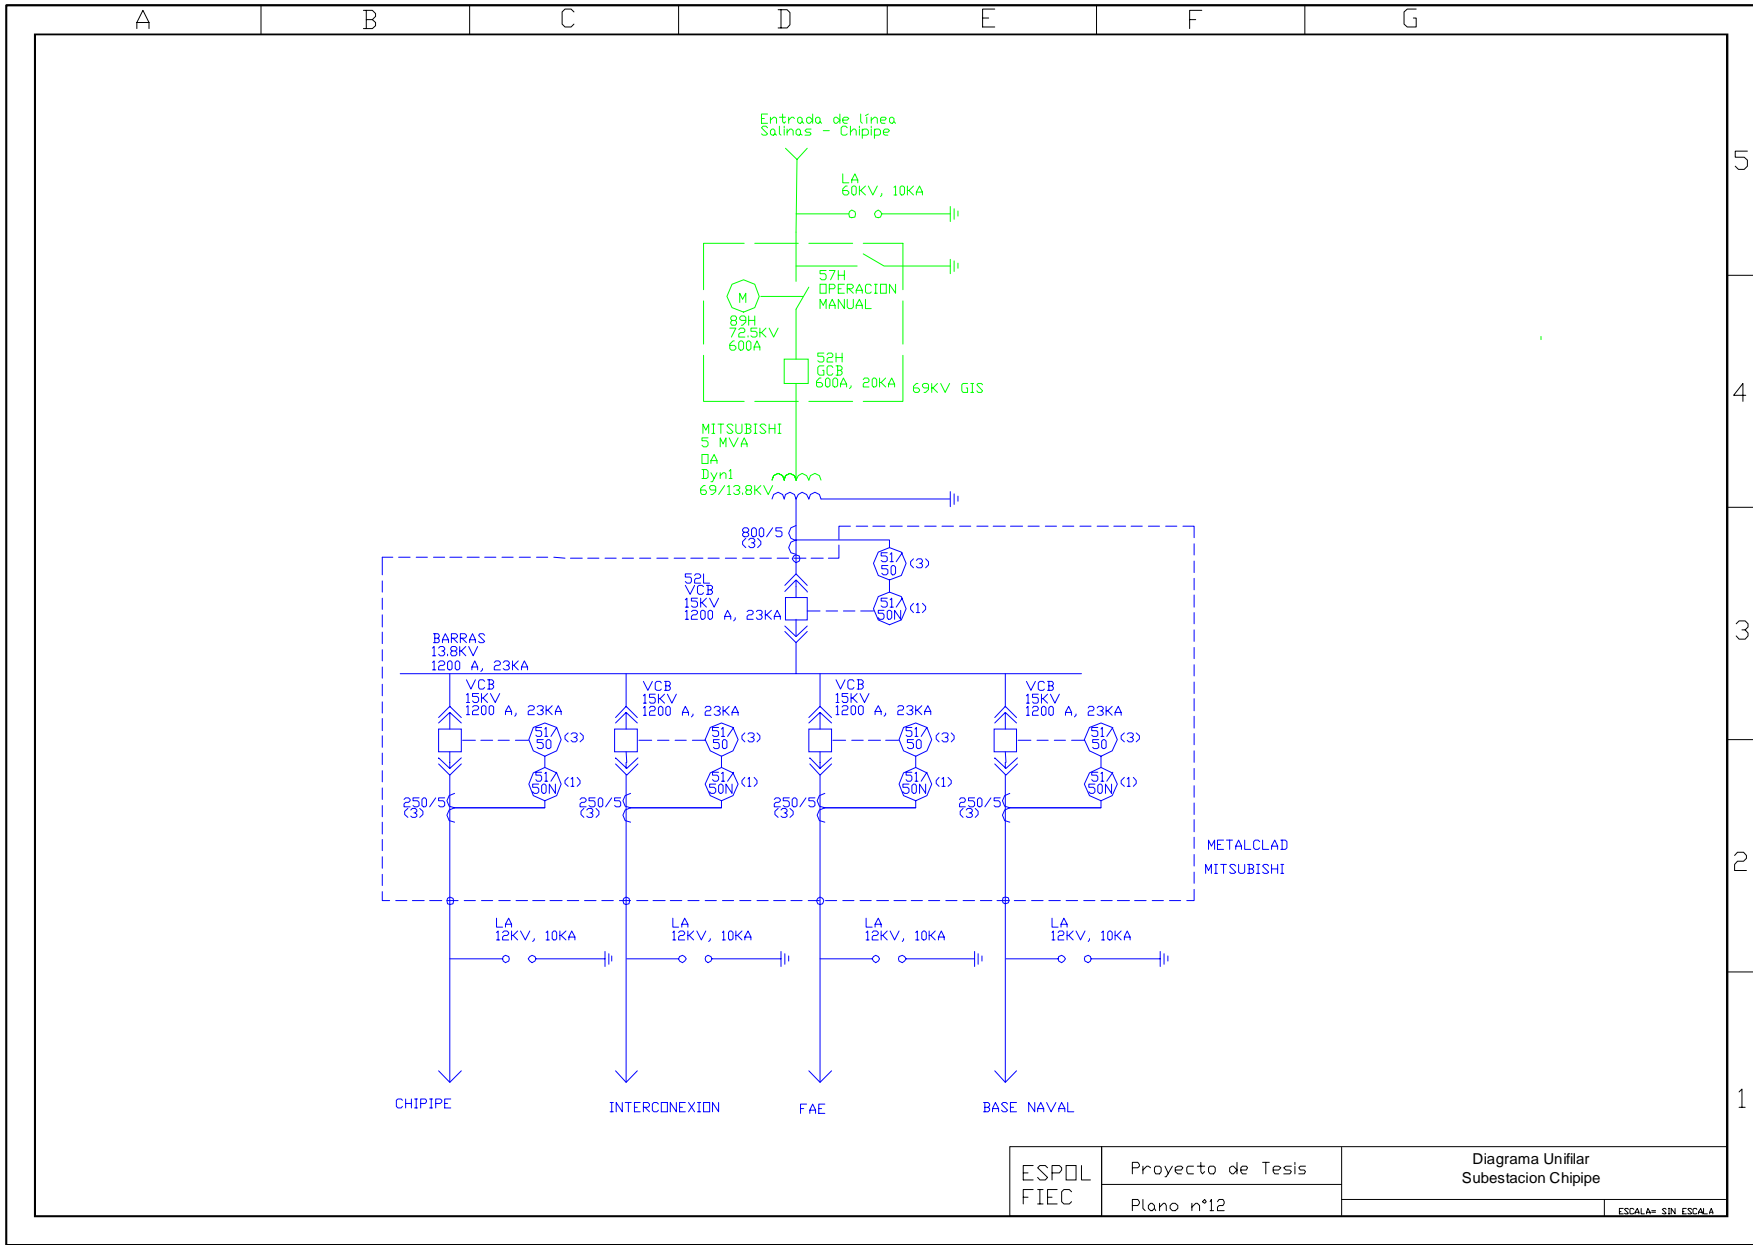 A B C D E F G
5
4
3
2
1
Entrada de línea
Salinas - Chipipe
LA
60KV, 10KA
57H
OPERACION
MANUAL
M
89H
72.5KV
600A
52H
GCB
600A, 20KA
69KV GIS
MITSUBISHI
5 MVA
OA
Dyn1
69/13.8KV
800/5
(3)
51/
50
(3)
51/
50N
(1)
52L
VCB
15KV
1200 A, 23KA
BARRAS
13.8KV
1200 A, 23KA
VCB
15KV
1200 A, 23KA
51/
50
(3)
51/
50N
(1)
250/5
(3)
VCB
15KV
1200 A, 23KA
51/
50
(3)
51/
50N
(1)
250/5
(3)
VCB
15KV
1200 A, 23KA
51/
50
(3)
51/
50N
(1)
250/5
(3)
VCB
15KV
1200 A, 23KA
51/
50
(3)
51/
50N
(1)
250/5
(3)
METALCLAD
MITSUBISHI
LA
12KV, 10KA
LA
12KV, 10KA
LA
12KV, 10KA
LA
12KV, 10KA
CHIPIPE
INTERCONEXION
FAE
BASE NAVAL
ESPOL
FIEC
Proyecto de Tesis
Plano n°12
Diagrama Unifilar
Subestacion Chipipe
ESCALA= SIN ESCALA